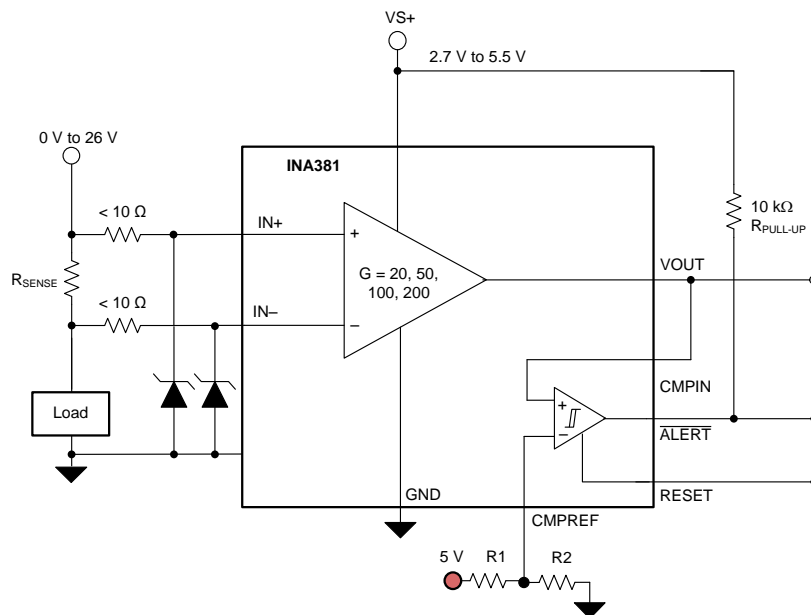 VS+
2.7 V to 5.5 V
0 V to 26 V
INA381
< 10 Ω
IN+
10 kΩ
R_PULL-UP
+
RSENSE
G = 20, 50,
100, 200
VOUT
< 10 Ω
IN–
–
CMPIN
+
–
Load
ALERT
GND
RESET
CMPREF
5 V
R1
R2